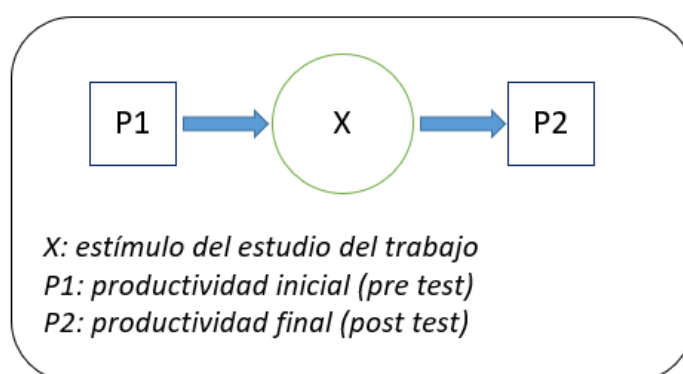 P1 X P2
X: estímulo del estudio del trabajo
P1: productividad inicial (pre test)
P2: productividad final (post test)